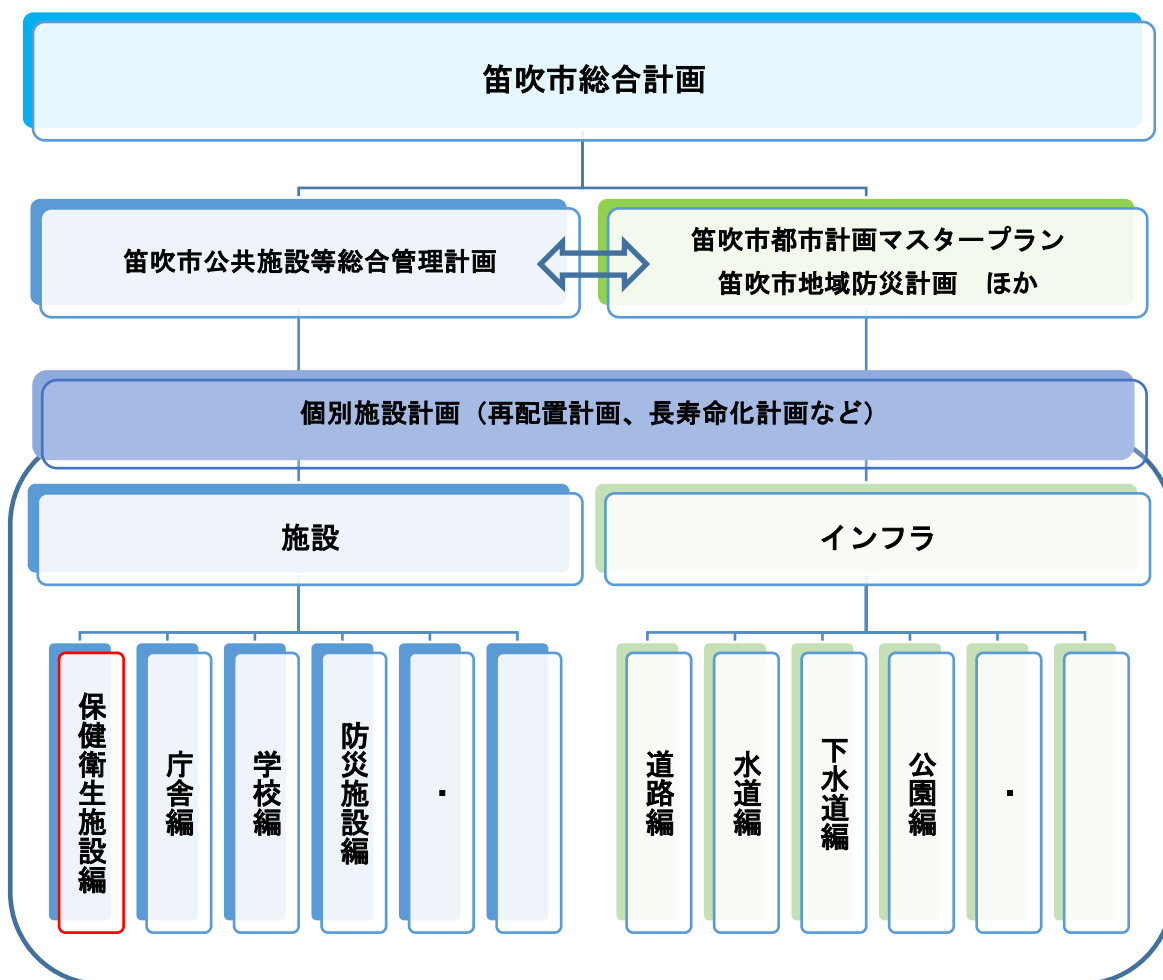 笛吹市総合計画
笛吹市公共施設等総合管理計画
笛吹市都市計画マスタープラン
笛吹市地域防災計画　ほか
個別施設計画（再配置計画、長寿命化計画など）
施設
インフラ
保健衛生施設編
庁舎編
学校編
防災施設編
・
道路編
水道編
下水道編
公園編
・